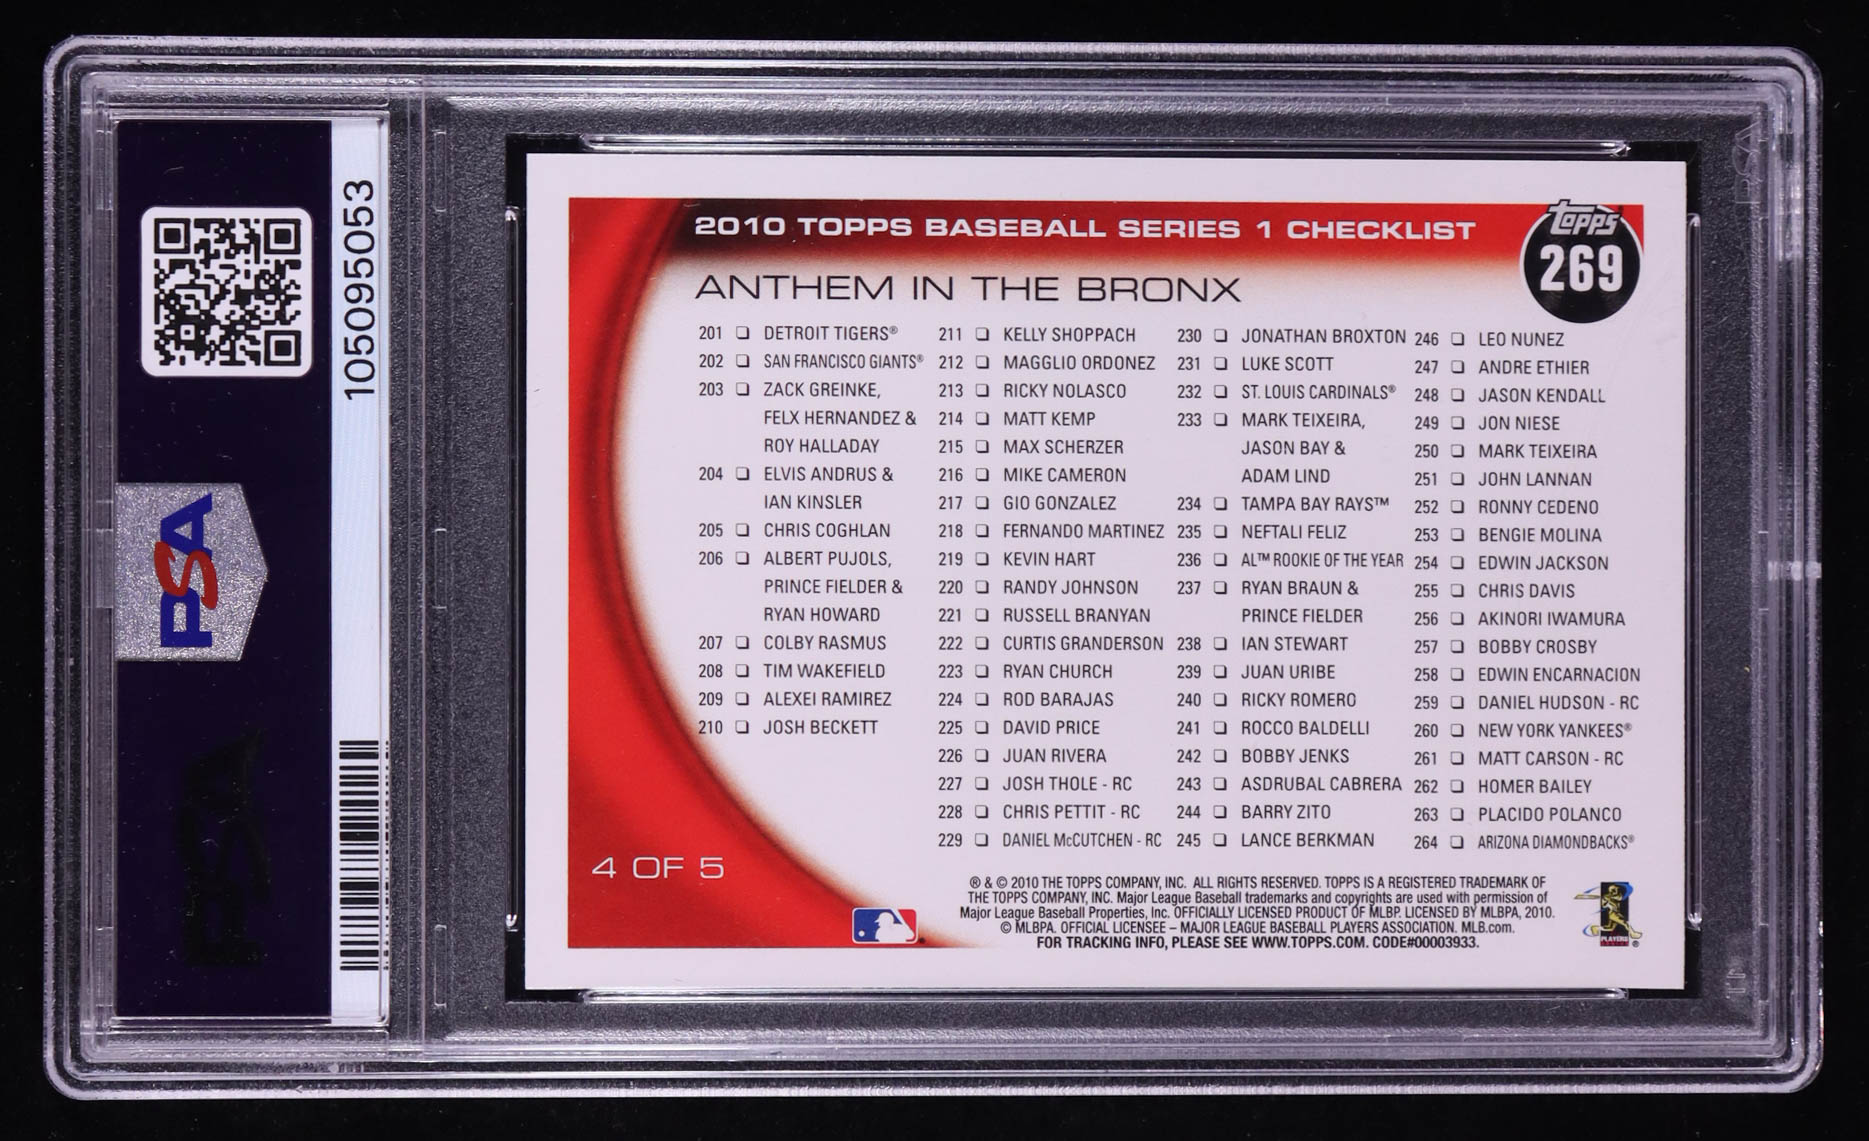 105095053
PSA
2010 TOPPS BASEBALL SERIES 1 CHECKLIST
Topps
269
ANTHEM IN THE BRONX
201 ❏ DETROIT TIGERS®
202 ❏ SAN FRANCISCO GIANTS®
203 ❏ ZACK GREINKE,
FELX HERNANDEZ &
ROY HALLADAY
204 ❏ ELVIS ANDRUS &
IAN KINSLER
205 ❏ CHRIS COGHLAN
206 ❏ ALBERT PUJOLS,
PRINCE FIELDER &
RYAN HOWARD
207 ❏ COLBY RASMUS
208 ❏ TIM WAKEFIELD
209 ❏ ALEXEI RAMIREZ
210 ❏ JOSH BECKETT
211 ❏ KELLY SHOPPACH
212 ❏ MAGGLIO ORDONEZ
213 ❏ RICKY NOLASCO
214 ❏ MATT KEMP
215 ❏ MAX SCHERZER
216 ❏ MIKE CAMERON
217 ❏ GIO GONZALEZ
218 ❏ FERNANDO MARTINEZ
219 ❏ KEVIN HART
220 ❏ RANDY JOHNSON
221 ❏ RUSSELL BRANYAN
222 ❏ CURTIS GRANDERSON
223 ❏ RYAN CHURCH
224 ❏ ROD BARAJAS
225 ❏ DAVID PRICE
226 ❏ JUAN RIVERA
227 ❏ JOSH THOLE - RC
228 ❏ CHRIS PETTIT - RC
229 ❏ DANIEL McCUTCHEN - RC
230 ❏ JONATHAN BROXTON
231 ❏ LUKE SCOTT
232 ❏ ST. LOUIS CARDINALS®
233 ❏ MARK TEIXEIRA,
JASON BAY &
ADAM LIND
234 ❏ TAMPA BAY RAYS™
235 ❏ NEFTALI FELIZ
236 ❏ AL™ ROOKIE OF THE YEAR
237 ❏ RYAN BRAUN &
PRINCE FIELDER
238 ❏ IAN STEWART
239 ❏ JUAN URIBE
240 ❏ RICKY ROMERO
241 ❏ ROCCO BALDELLI
242 ❏ BOBBY JENKS
243 ❏ ASDRUBAL CABRERA
244 ❏ BARRY ZITO
245 ❏ LANCE BERKMAN
246 ❏ LEO NUNEZ
247 ❏ ANDRE ETHIER
248 ❏ JASON KENDALL
249 ❏ JON NIESE
250 ❏ MARK TEIXEIRA
251 ❏ JOHN LANNAN
252 ❏ RONNY CEDENO
253 ❏ BENGIE MOLINA
254 ❏ EDWIN JACKSON
255 ❏ CHRIS DAVIS
256 ❏ AKINORI IWAMURA
257 ❏ BOBBY CROSBY
258 ❏ EDWIN ENCARNACION
259 ❏ DANIEL HUDSON - RC
260 ❏ NEW YORK YANKEES®
261 ❏ MATT CARSON - RC
262 ❏ HOMER BAILEY
263 ❏ PLACIDO POLANCO
264 ❏ ARIZONA DIAMONDBACKS®
4 OF 5
® & © 2010 THE TOPPS COMPANY, INC. ALL RIGHTS RESERVED. TOPPS IS A REGISTERED TRADEMARK OF
THE TOPPS COMPANY, INC. Major League Baseball trademarks and copyrights are used with permission of
Major League Baseball Properties, Inc. OFFICIALLY LICENSED PRODUCT OF MLBP. LICENSED BY MLBPA, 2010.
© MLBPA. OFFICIAL LICENSEE – MAJOR LEAGUE BASEBALL PLAYERS ASSOCIATION. MLB.com.
FOR TRACKING INFO, PLEASE SEE WWW.TOPPS.COM. CODE#00003933.
PLAYERS